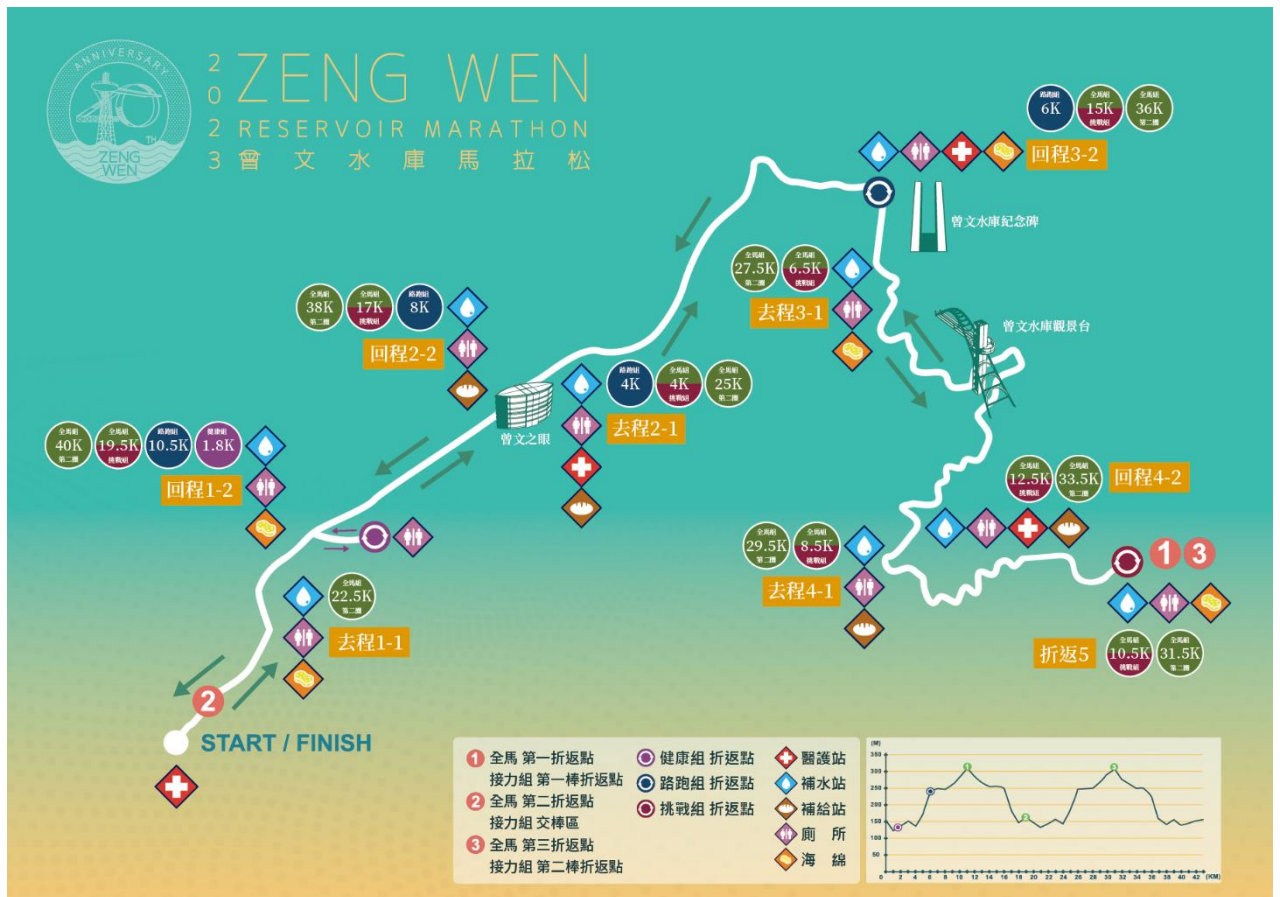 ANNIVERSARY
40 TH
ZENG
WEN
2023
ZENG WEN
RESERVOIR MARATHON
曾文水庫馬拉松
路跑組
6K
全馬組
15K
挑戰組
全馬組
36K
第二圈
回程3-2
曾文水庫紀念碑
全馬組
27.5K
第二圈
全馬組
6.5K
挑戰組
去程3-1
曾文水庫觀景台
全馬組
38K
第二圈
全馬組
17K
挑戰組
路跑組
8K
回程2-2
路跑組
4K
全馬組
4K
挑戰組
全馬組
25K
第二圈
去程2-1
曾文之眼
全馬組
40K
第二圈
全馬組
19.5K
挑戰組
路跑組
10.5K
健康組
1.8K
回程1-2
全馬組
12.5K
挑戰組
全馬組
33.5K
第二圈
回程4-2
全馬組
29.5K
第二圈
全馬組
8.5K
挑戰組
去程4-1
1 3
全馬組
22.5K
第二圈
去程1-1
折返5
全馬組
10.5K
挑戰組
全馬組
31.5K
第二圈
2
START / FINISH
1 全馬 第一折返點
接力組 第一棒折返點
2 全馬 第二折返點
接力組 交棒區
3 全馬 第三折返點
接力組 第二棒折返點
健康組 折返點
路跑組 折返點
挑戰組 折返點
醫護站
補水站
補給站
廁 所
海 綿
(M)
350
300
250
200
150
100
50
1
2
3
0 2 4 6 8 10 12 14 16 18 20 22 24 26 28 30 32 34 36 38 40 42 (KM)